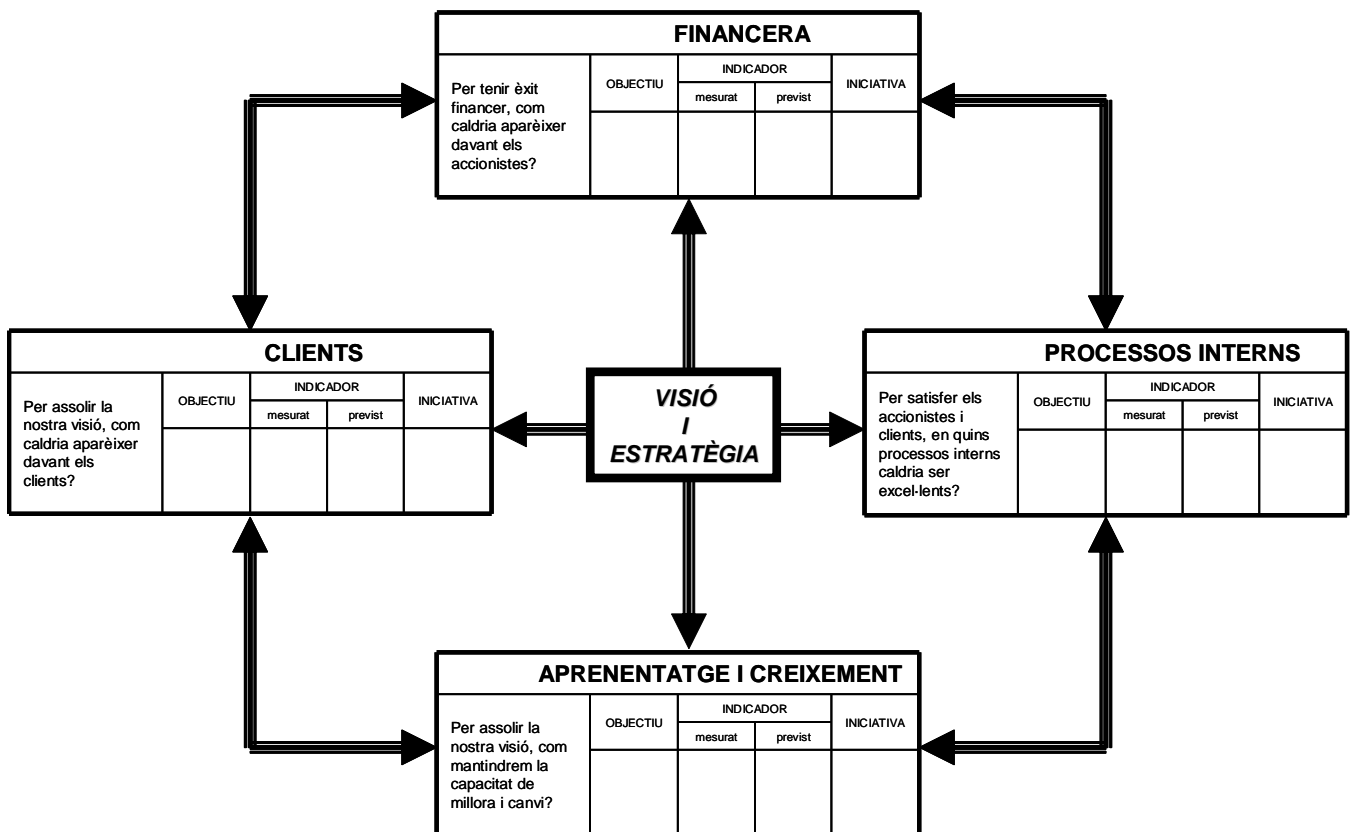 FINANCERA
Per tenir èxit
financer, com
caldria aparèixer
davant els
accionistes?
OBJECTIU
INDICADOR
mesurat
previst
INICIATIVA
CLIENTS
Per assolir la
nostra visió, com
caldria aparèixer
davant els
clients?
OBJECTIU
INDICADOR
mesurat
previst
INICIATIVA
VISIÓ
I
ESTRATÈGIA
PROCESSOS INTERNS
Per satisfer els
accionistes i
clients, en quins
processos interns
caldria ser
excel-lents?
OBJECTIU
INDICADOR
mesurat
previst
INICIATIVA
APRENENTATGE I CREIXEMENT
Per assolir la
nostra visió, com
mantindrem la
capacitat de
millora i canvi?
OBJECTIU
INDICADOR
mesurat
previst
INICIATIVA